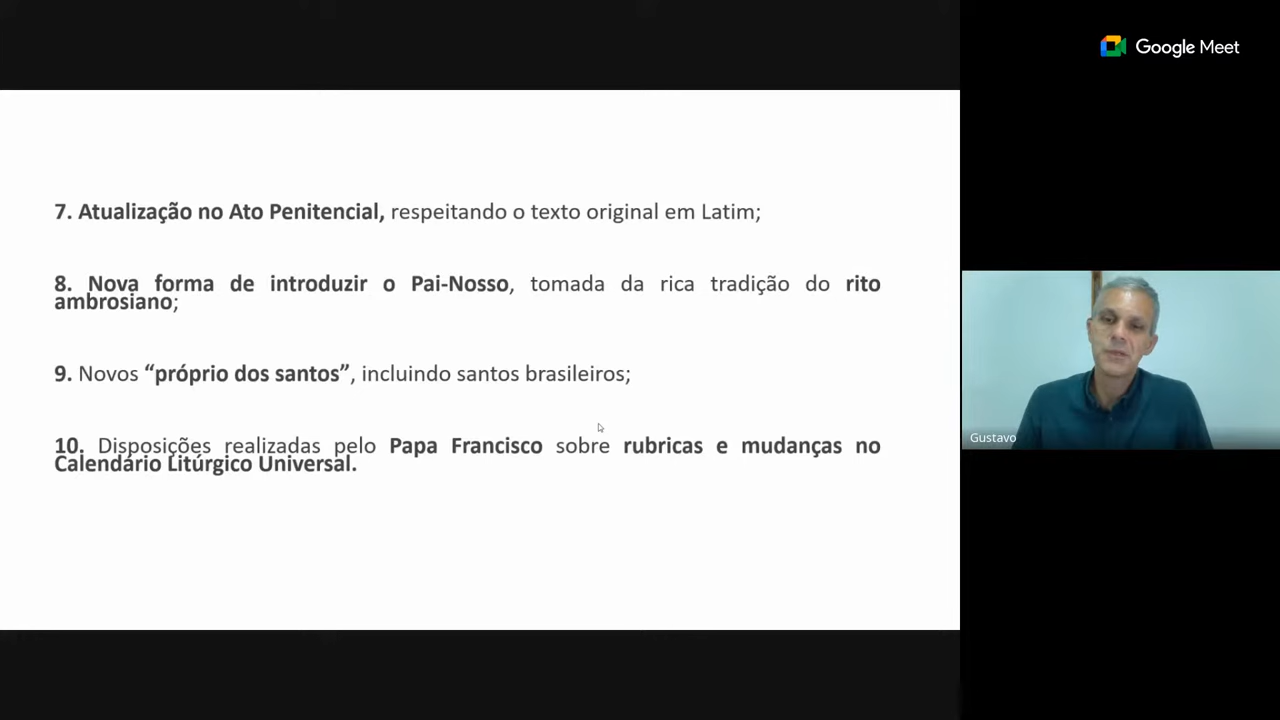 Google Meet
7. Atualização no Ato Penitencial, respeitando o texto original em Latim;
8. Nova forma de introduzir o Pai-Nosso, tomada da rica tradição do rito
ambrosiano;
9. Novos “próprio dos santos”, incluindo santos brasileiros;
10. Disposições realizadas pelo Papa Francisco sobre rubricas e mudanças no
Calendário Litúrgico Universal.
Gustavo